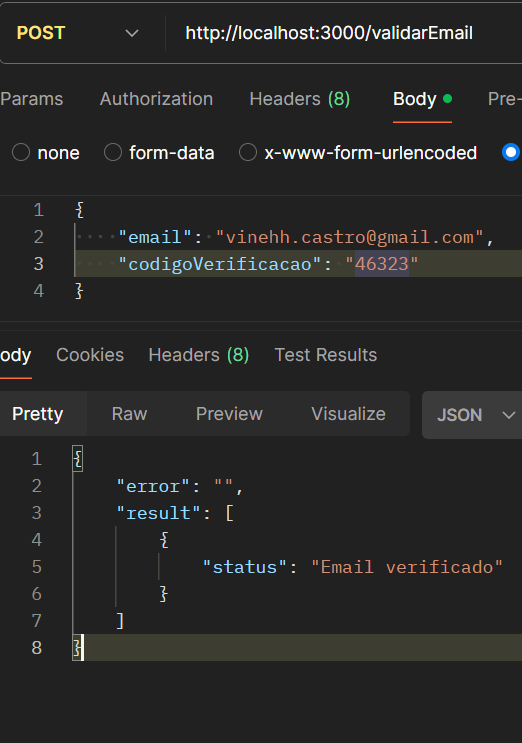 POST http://localhost:3000/validarEmail
Params Authorization Headers (8) Body Pre-
none form-data x-www-form-urlencoded
1 {
2 "email": "vinehh.castro@gmail.com",
3 "codigoVerificacao": "46323"
4 }
ody Cookies Headers (8) Test Results
Pretty Raw Preview Visualize JSON
1 {
2 "error": "",
3 "result": [
4 {
5 "status": "Email verificado"
6 }
7 ]
8 }